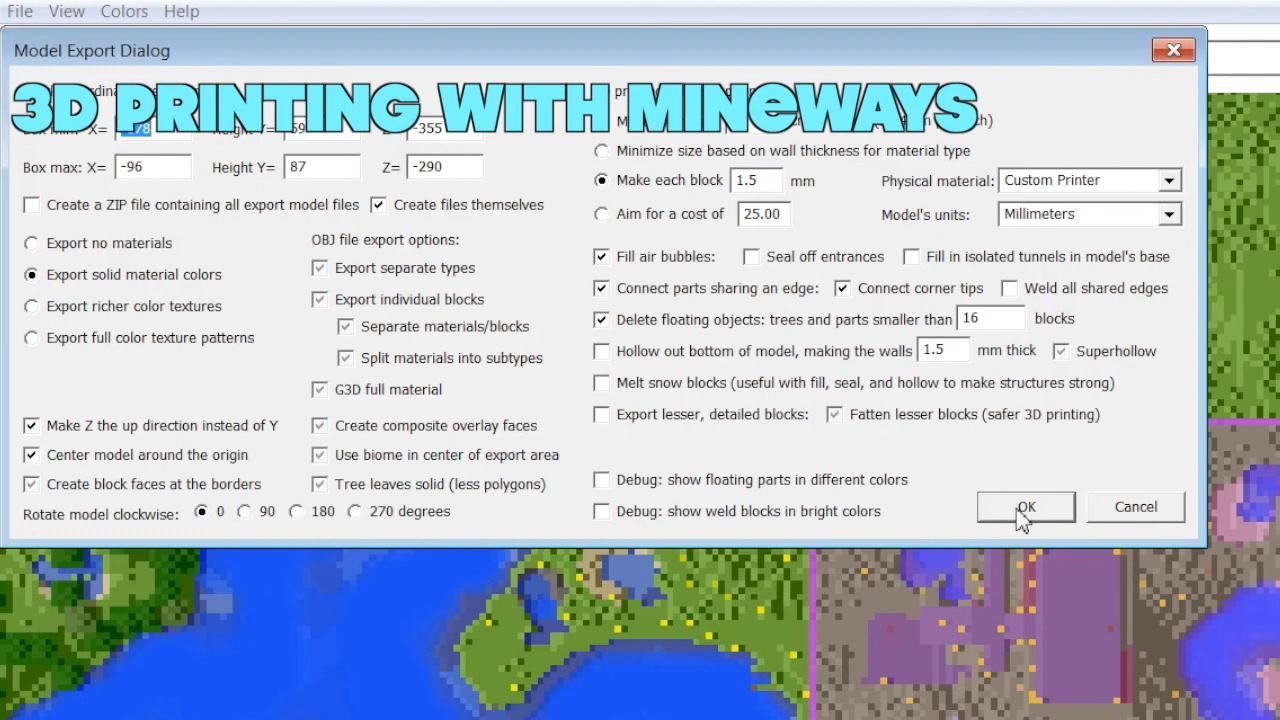 File View Colors Help
Model Export Dialog
3D PRINTING WITH MINEWAYS
X= -355
Box max: X= -96 Height Y= 87 Z= -290
Create a ZIP file containing all export model files Create files themselves
Export no materials
Export solid material colors
Export richer color textures
Export full color texture patterns
OBJ file export options:
Export separate types
Export individual blocks
Separate materials/blocks
Split materials into subtypes
G3D full material
Make Z the up direction instead of Y
Center model around the origin
Create block faces at the borders
Create composite overlay faces
Use biome in center of export area
Tree leaves solid (less polygons)
Rotate model clockwise: 0 90 180 270 degrees
Minimize size based on wall thickness for material type
Make each block 1.5 mm
Aim for a cost of 25.00
Physical material: Custom Printer
Model's units: Millimeters
Fill air bubbles: Seal off entrances Fill in isolated tunnels in model's base
Connect parts sharing an edge: Connect corner tips Weld all shared edges
Delete floating objects: trees and parts smaller than 16 blocks
Hollow out bottom of model, making the walls 1.5 mm thick Superhollow
Melt snow blocks (useful with fill, seal, and hollow to make structures strong)
Export lesser, detailed blocks: Fatten lesser blocks (safer 3D printing)
Debug: show floating parts in different colors
Debug: show weld blocks in bright colors
OK Cancel